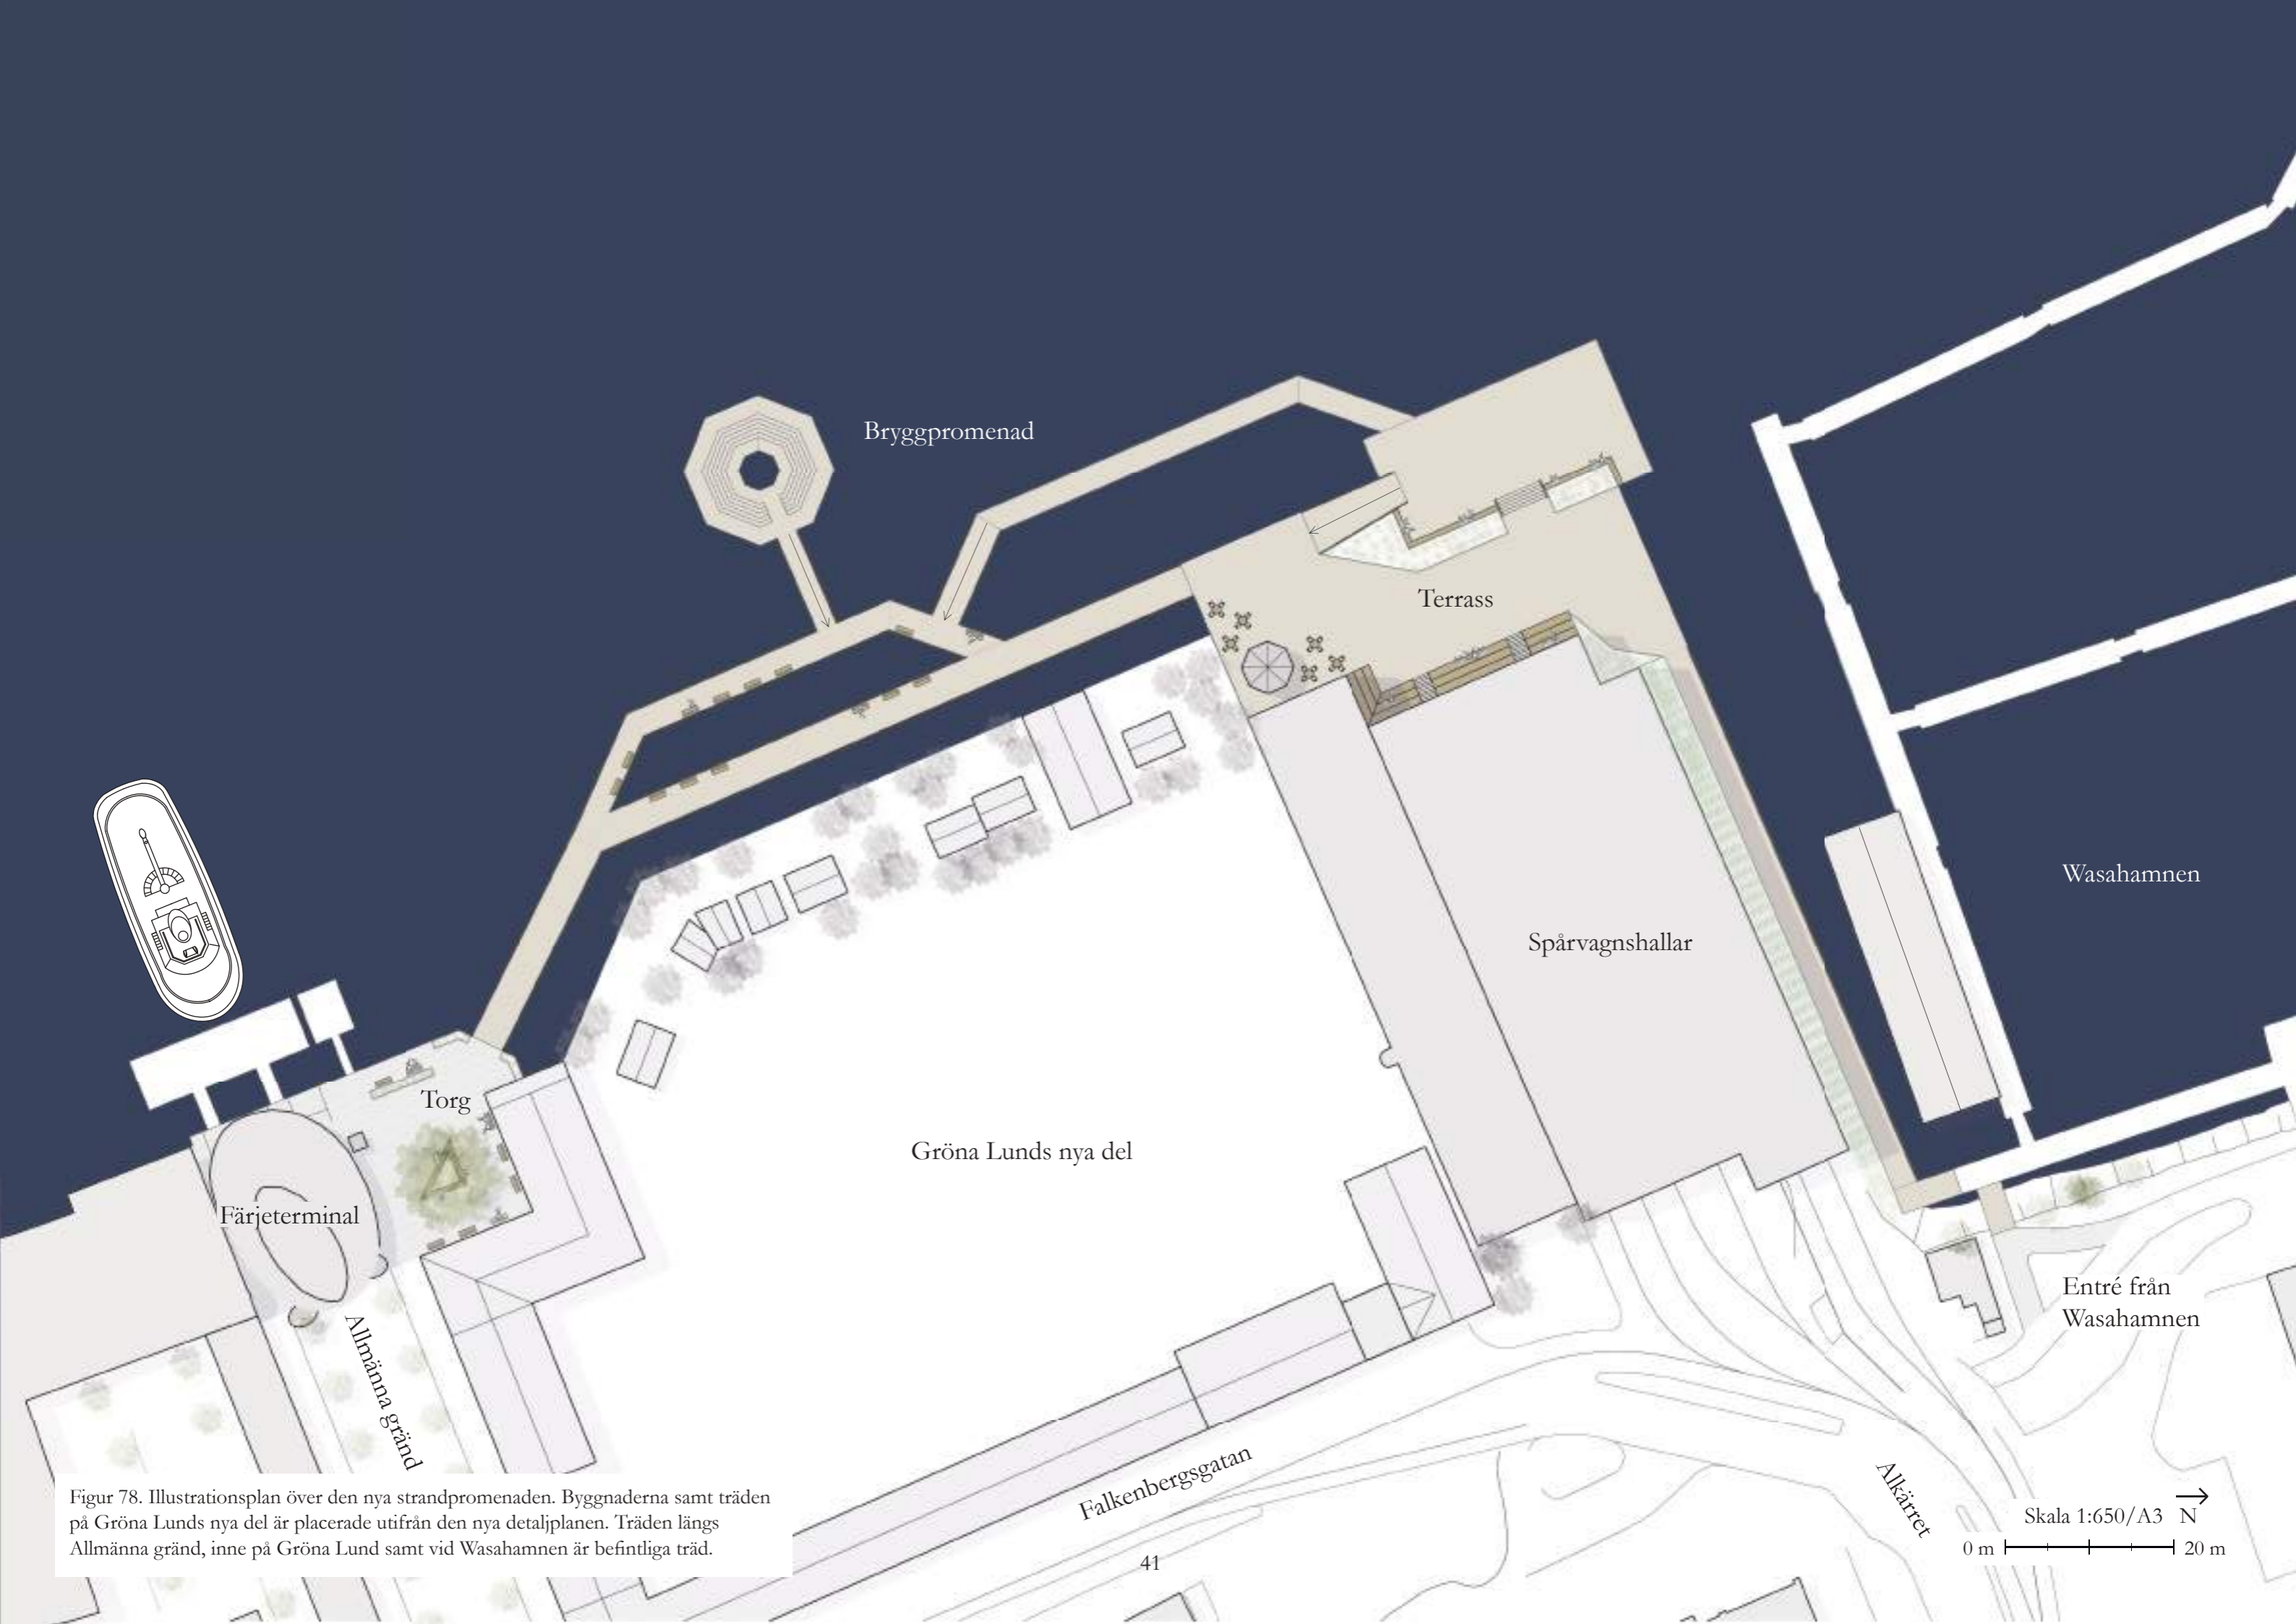 Bryggpromenad
Terrass
Wasahamnen
Spårvagnshallar
Torg
Gröna Lunds nya del
Färjeterminal
Entré från
Wasahamnen
Allmänna gränd
Falkenbergsgatan
Alkärret
Figur 78. Illustrationsplan över den nya strandpromenaden. Byggnaderna samt träden
på Gröna Lunds nya del är placerade utifrån den nya detaljplanen. Träden längs
Allmänna gränd, inne på Gröna Lund samt vid Wasahamnen är befintliga träd.
41
Skala 1:650/A3 N
0 m 20 m